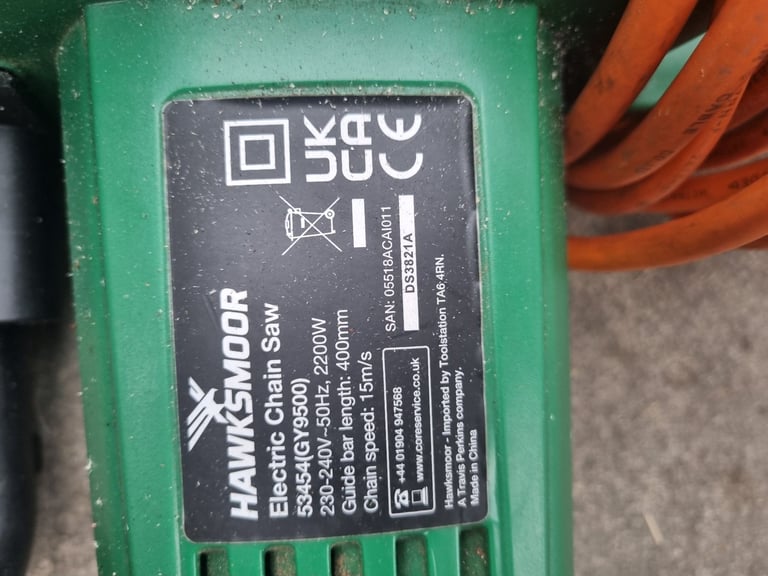 HAWKSMOOR
Electric Chain Saw
53454(GY9500)
230-240V~50Hz, 2200W
Guide bar length: 400mm
Chain speed: 15m/s
+44 01904 947568
www.coreservice.co.uk
Hawksmoor - Imported by Toolstation TA6 4RN.
A Travis Perkins company.
Made in China
UK
CA
CE
SAN: 05518ACAI011
DS3821A